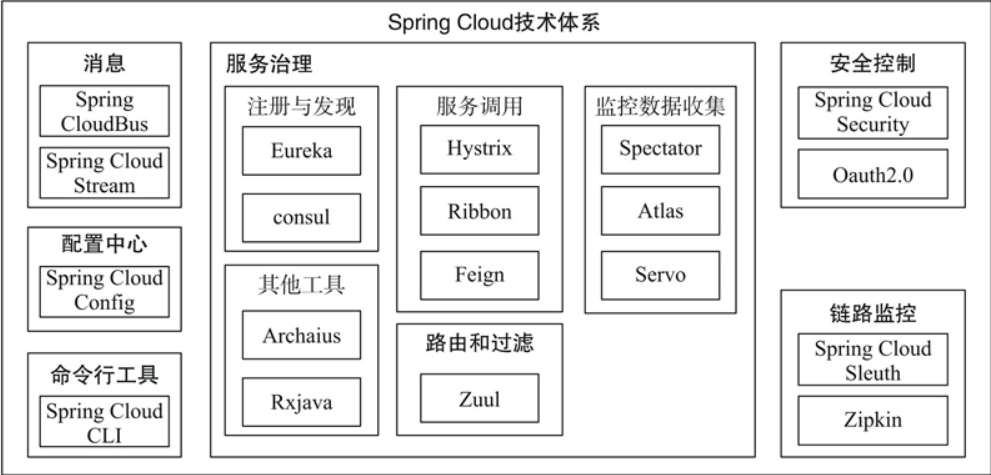 Spring Cloud技术体系
消息
Spring
CloudBus
Spring Cloud
Stream
配置中心
Spring Cloud
Config
命令行工具
Spring Cloud
CLI
服务治理
注册与发现
Eureka
consul
其他工具
Archaius
Rxjava
服务调用
Hystrix
Ribbon
Feign
路由和过滤
Zuul
监控数据收集
Spectator
Atlas
Servo
安全控制
Spring Cloud
Security
Oauth2.0
链路监控
Spring Cloud
Sleuth
Zipkin